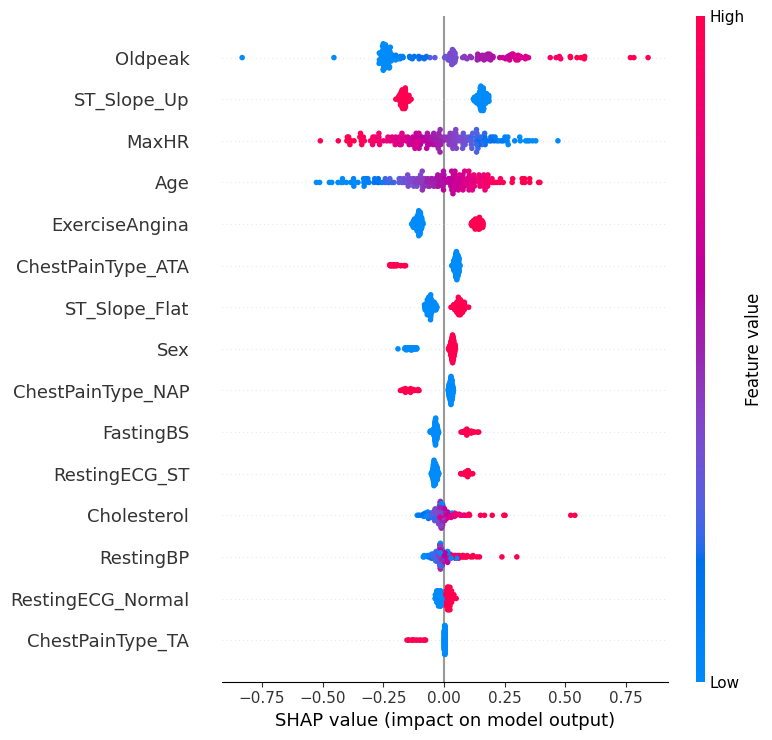 High
Oldpeak
ST_Slope_Up
MaxHR
Age
ExerciseAngina
ChestPainType_ATA
ST_Slope_Flat
Sex
ChestPainType_NAP
FastingBS
RestingECG_ST
Cholesterol
RestingBP
RestingECG_Normal
ChestPainType_TA
Feature value
Low
−0.75 −0.50 −0.25 0.00 0.25 0.50 0.75
SHAP value (impact on model output)